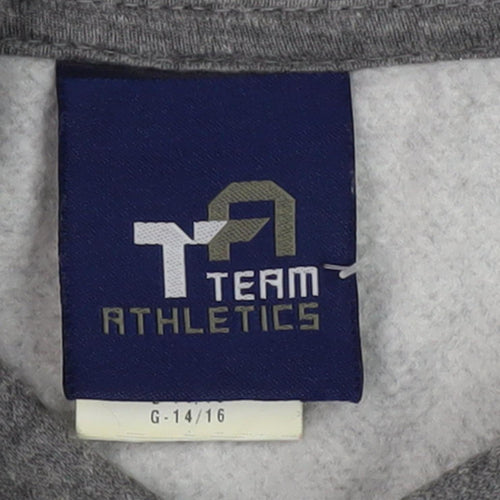 TA
TEAM
ATHLETICS
G-14/16